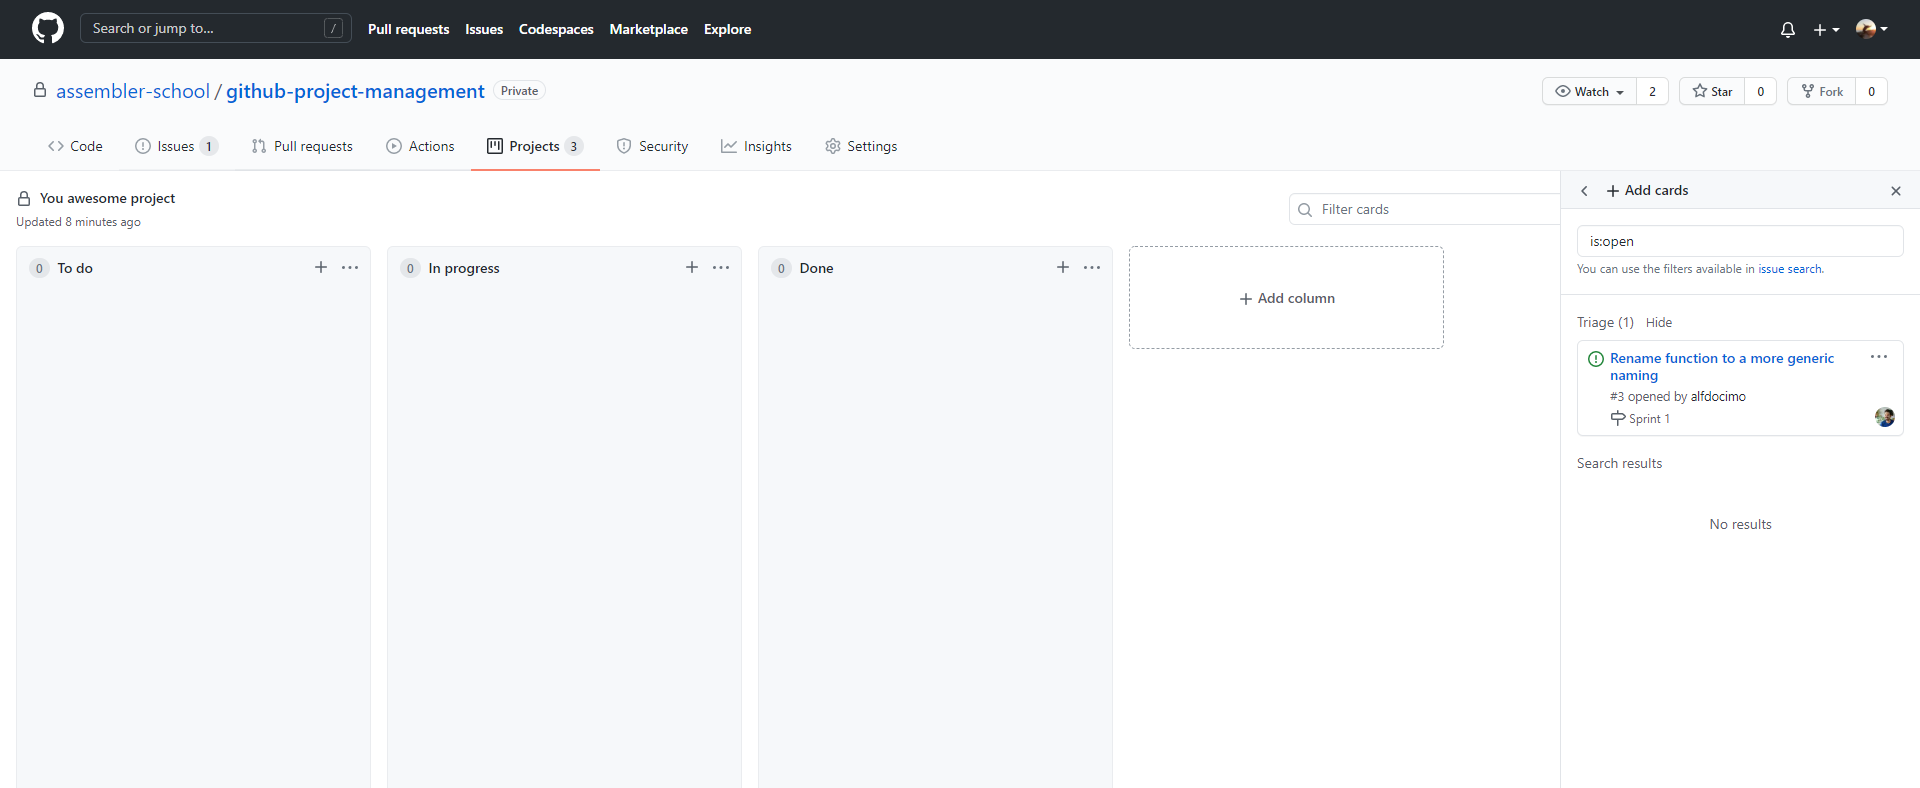 Search or jump to...
/
Pull requests
Issues
Codespaces
Marketplace
Explore
assembler-school / github-project-management
Private
Watch
2
Star
0
Fork
0
Code
Issues 1
Pull requests
Actions
Projects 3
Security
Insights
Settings
You awesome project
Updated 8 minutes ago
Filter cards
0 To do
0 In progress
0 Done
Add column
Add cards
is:open
You can use the filters available in issue search.
Triage (1) Hide
Rename function to a more generic
naming
#3 opened by alfdocimo
Sprint 1
Search results
No results